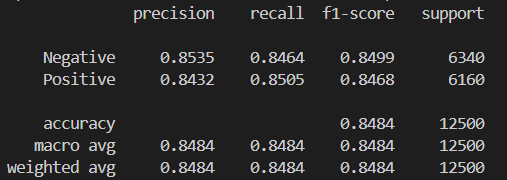 precision recall f1-score support
Negative 0.8535 0.8464 0.8499 6340
Positive 0.8432 0.8505 0.8468 6160
accuracy 0.8484 12500
macro avg 0.8484 0.8484 0.8484 12500
weighted avg 0.8484 0.8484 0.8484 12500